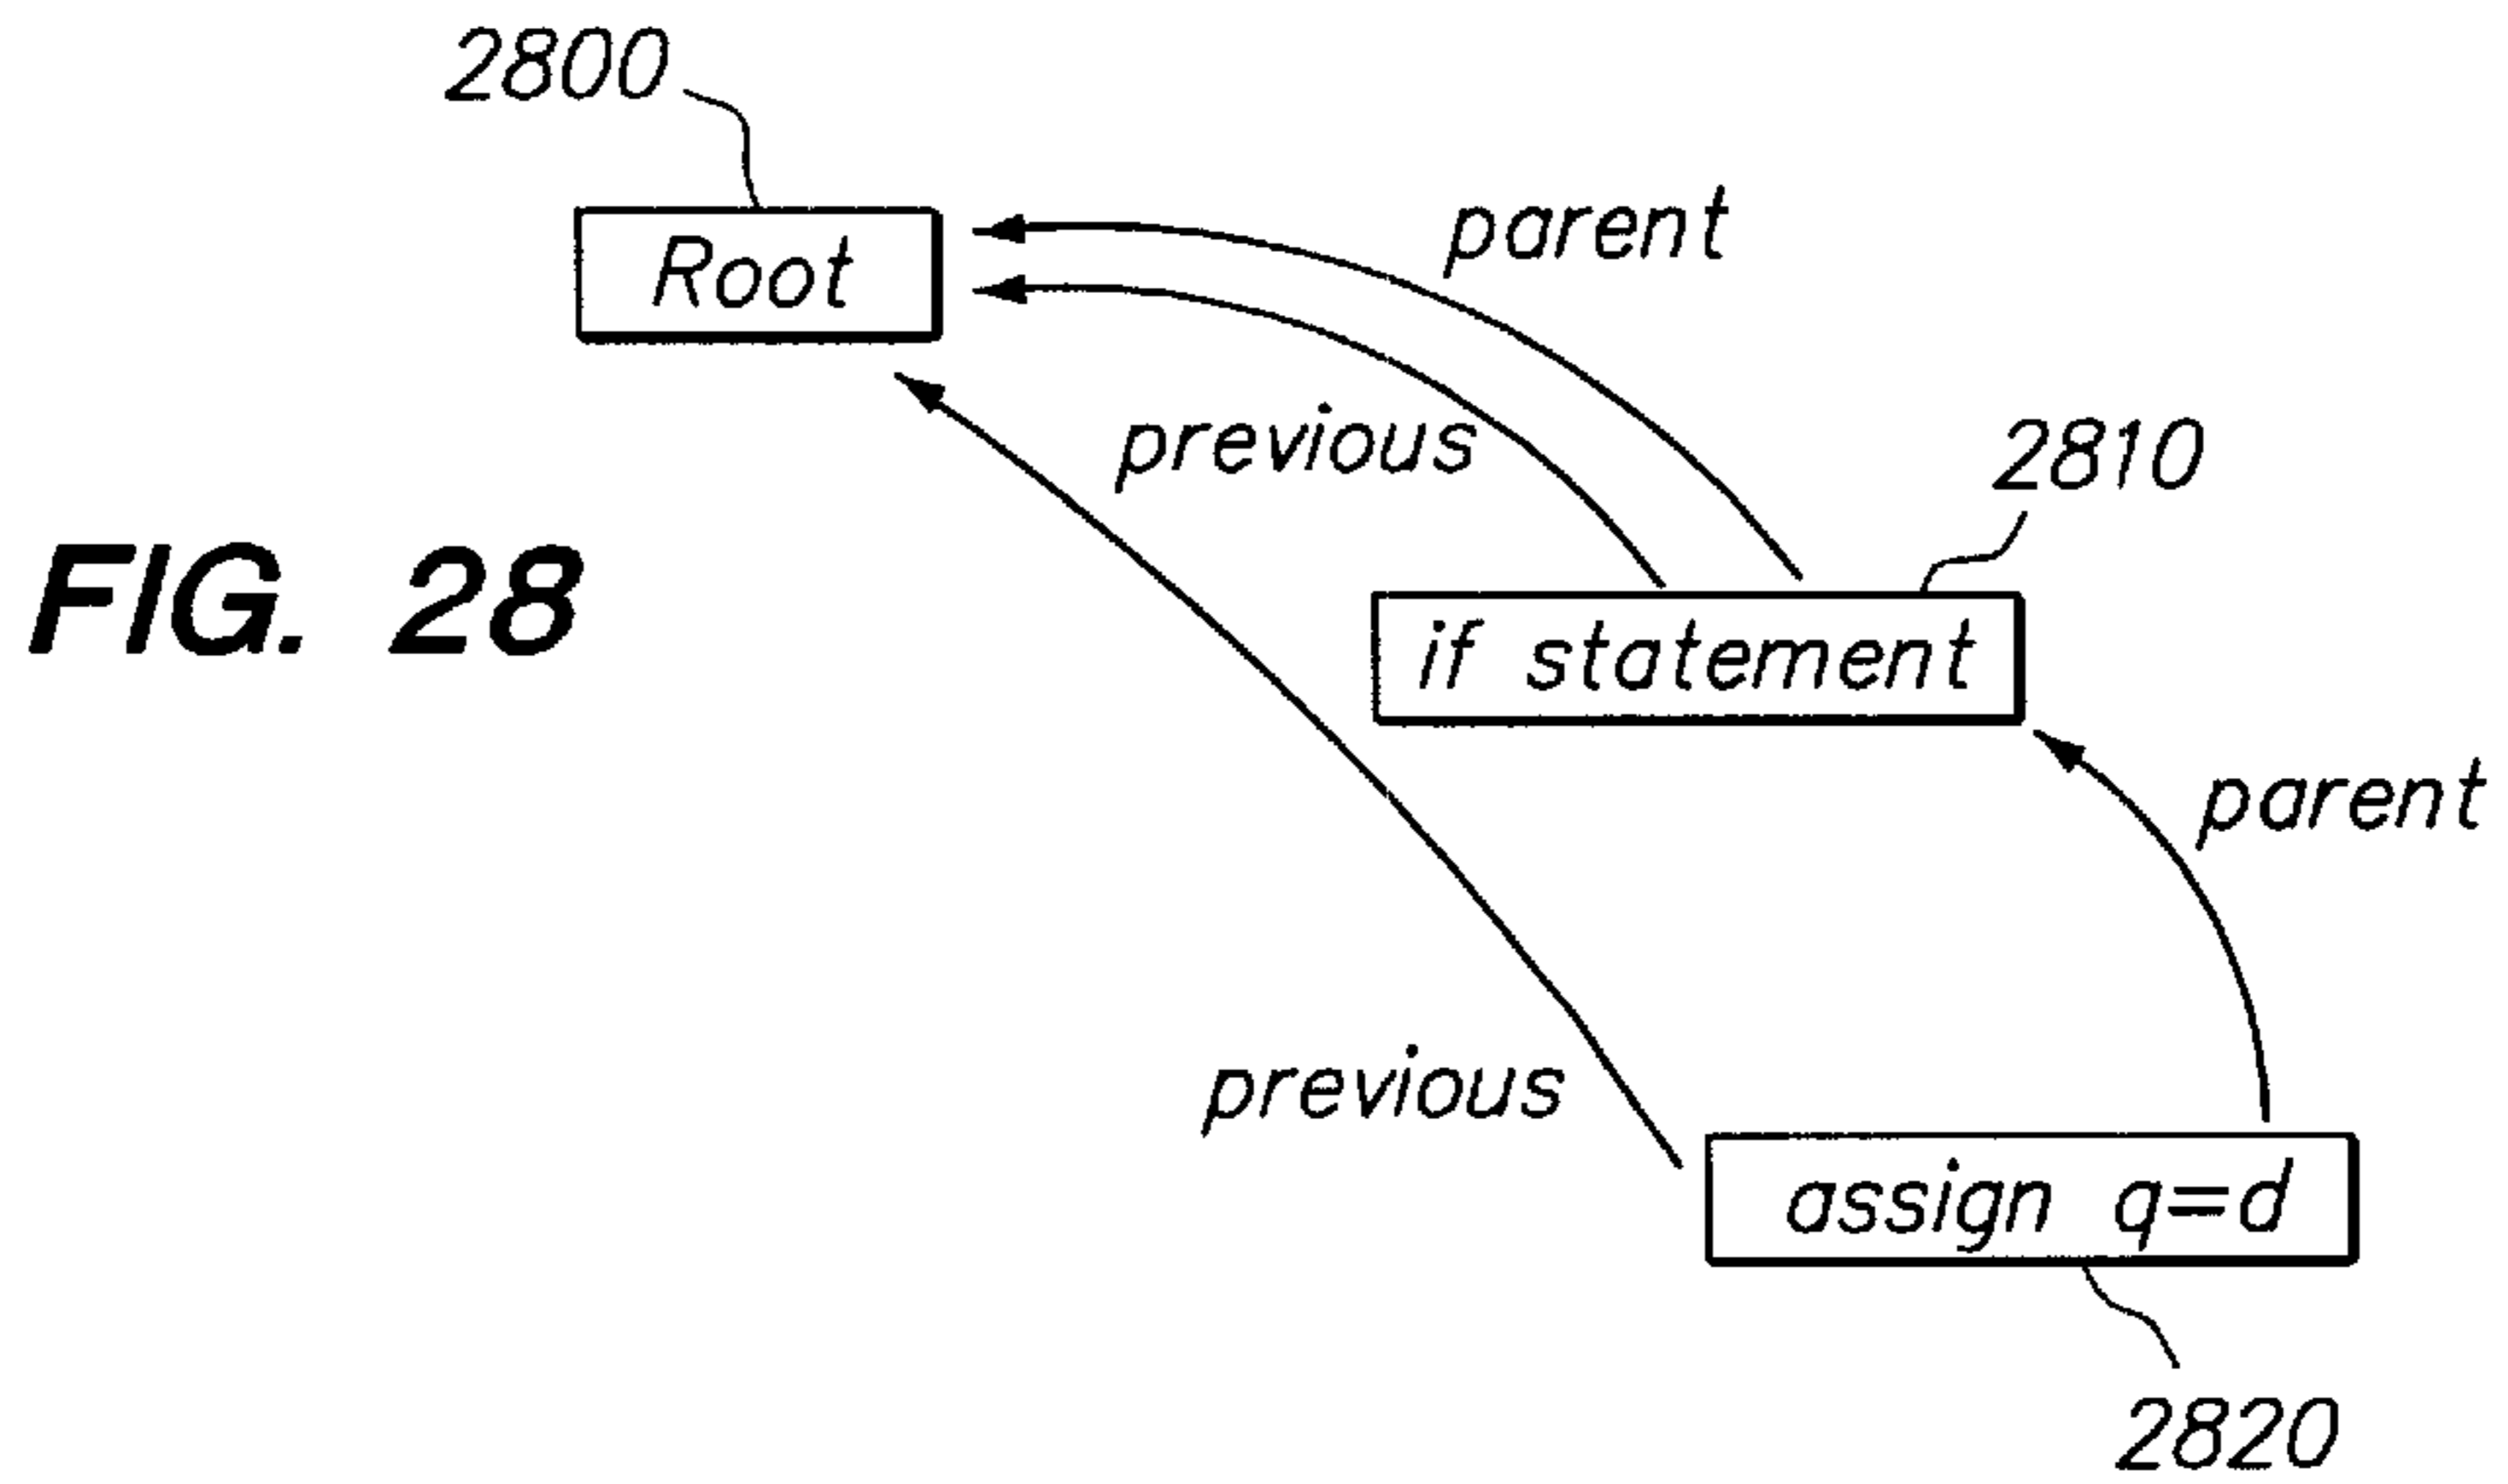 2800
Root
parent
previous
2810
FIG. 28
if statement
parent
previous
assign q=d
2820